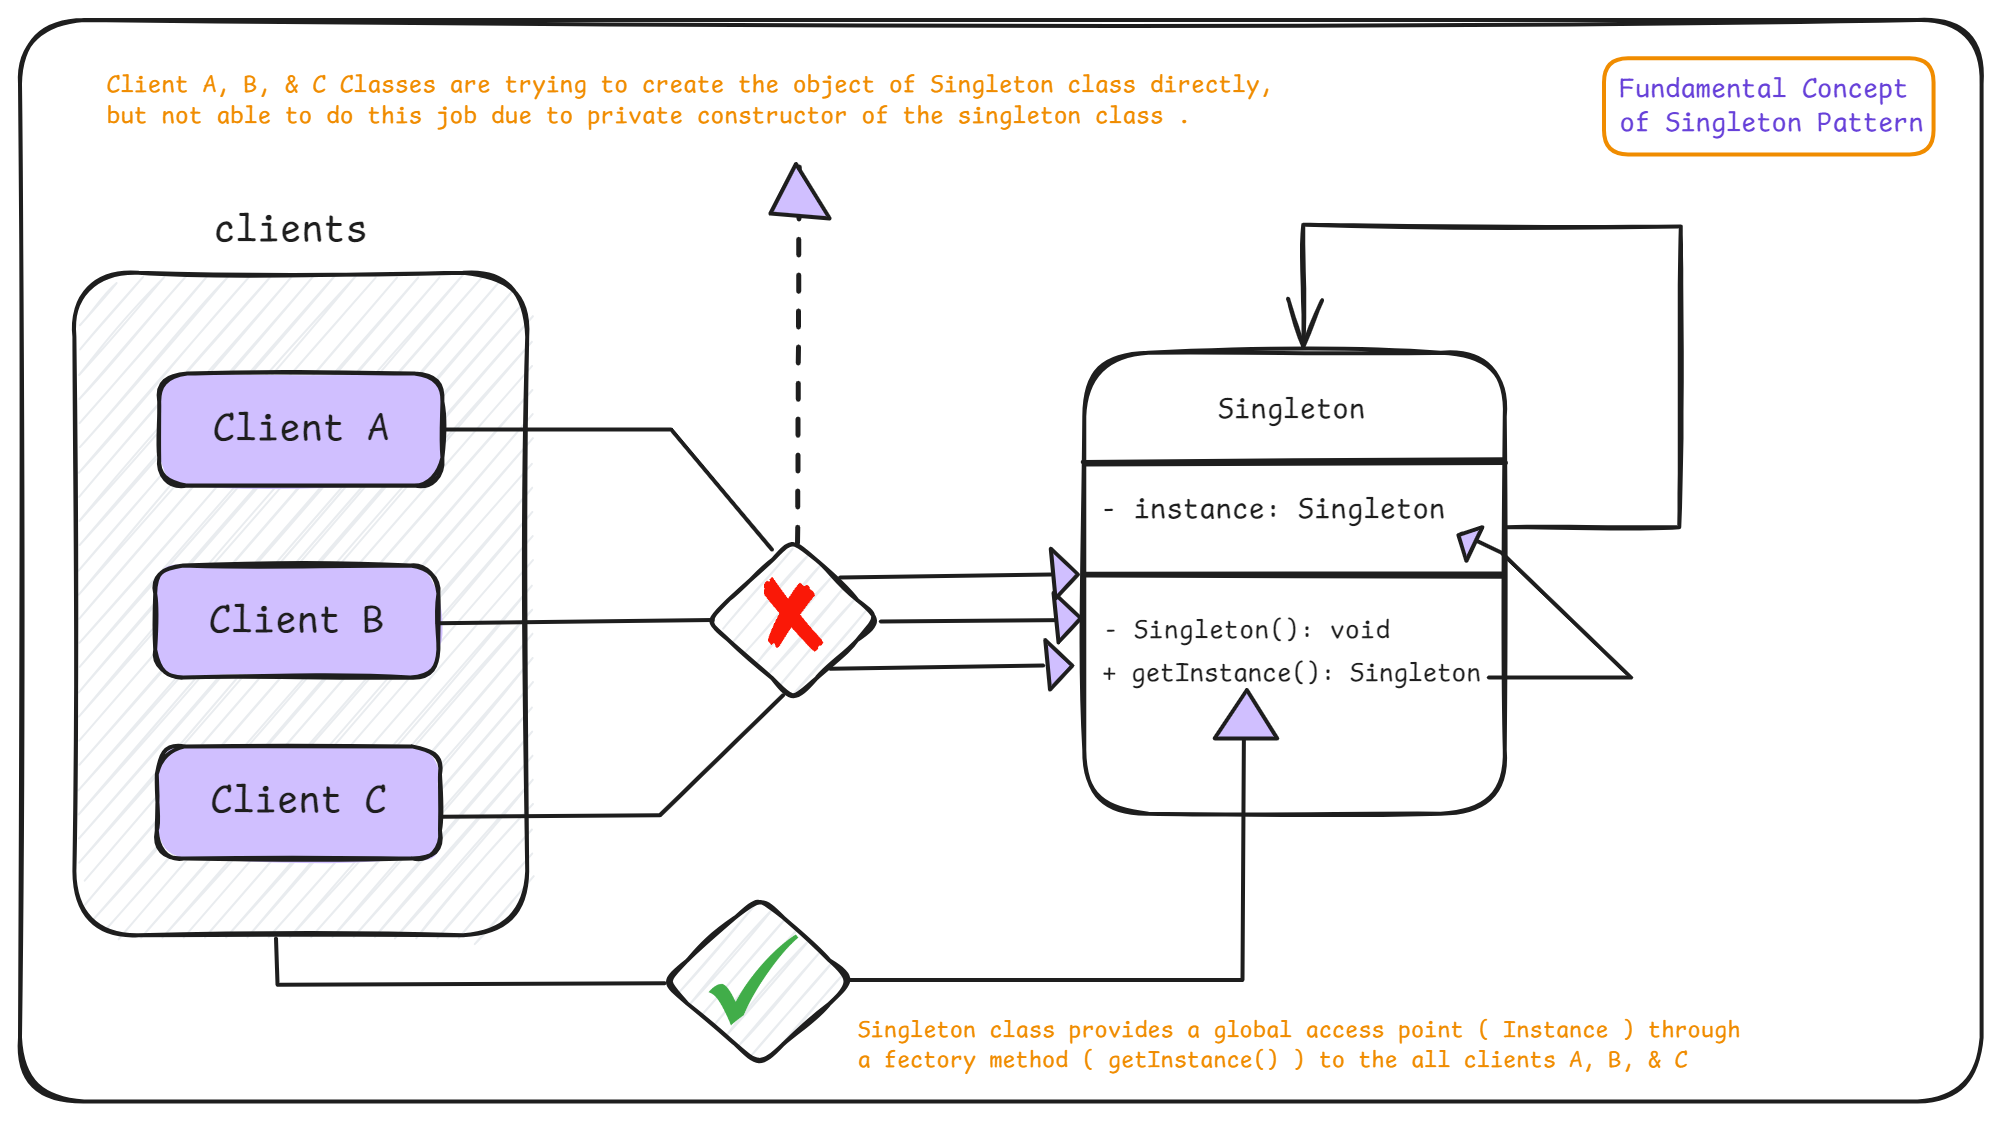 Client A, B, & C Classes are trying to create the object of Singleton class directly,
but not able to do this job due to private constructor of the singleton class .
Fundamental Concept
of Singleton Pattern
clients
Client A
Client B
Client C
Singleton
- instance: Singleton
- Singleton(): void
+ getInstance(): Singleton
Singleton class provides a global access point ( Instance ) through
a fectory method ( getInstance() ) to the all clients A, B, & C